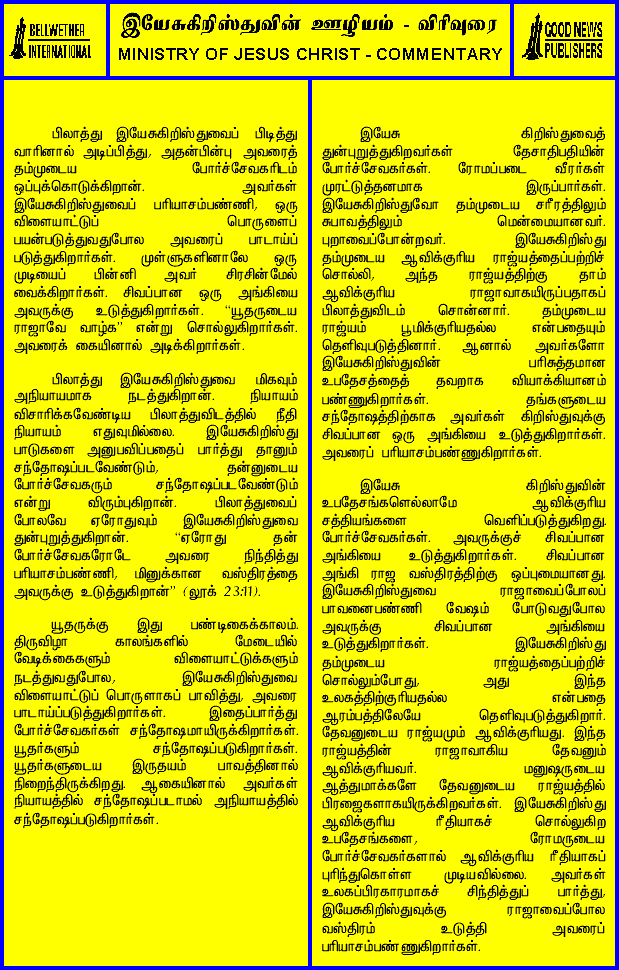 BELLWETHER
INTERNATIONAL
இயேசுகிறிஸ்துவின் ஊழியம் - விரிவுரை
MINISTRY OF JESUS CHRIST - COMMENTARY
GOOD NEWS
PUBLISHERS
பிலாத்து இயேசுகிறிஸ்துவைப் பிடித்து
வாரினால் அடிப்பித்து, அதன்பின்பு அவரைத்
தம்முடைய போர்ச்சேவகரிடம்
ஒப்புக்கொடுக்கிறான். அவர்கள்
இயேசுகிறிஸ்துவைப் பரியாசம்பண்ணி, ஒரு
விளையாட்டுப் பொருளைப்
பயன்படுத்துவதுபோல அவரைப் பாடாய்ப்
படுத்துகிறார்கள். முள்ளுகளினாலே ஒரு
முடியைப் பின்னி அவர் சிரசின்மேல்
வைக்கிறார்கள். சிவப்பான ஒரு அங்கியை
அவருக்கு உடுத்துகிறார்கள். “யூதருடைய
ராஜாவே வாழ்க” என்று சொல்லுகிறார்கள்.
அவரைக் கையினால் அடிக்கிறார்கள்.
பிலாத்து இயேசுகிறிஸ்துவை மிகவும்
அநியாயமாக நடத்துகிறான். நியாயம்
விசாரிக்கவேண்டிய பிலாத்துவிடத்தில் நீதி
நியாயம் எதுவுமில்லை. இயேசுகிறிஸ்து
பாடுகளை அனுபவிப்பதைப் பார்த்து தானும்
சந்தோஷப்படவேண்டும், தன்னுடைய
போர்ச்சேவகரும் சந்தோஷப்படவேண்டும்
என்று விரும்புகிறான். பிலாத்துவைப்
போலவே ஏரோதுவும் இயேசுகிறிஸ்துவை
துன்புறுத்துகிறான். “ஏரோது தன்
போர்ச்சேவகரோடே அவரை நிந்தித்து
பரியாசம்பண்ணி, மினுக்கான வஸ்திரத்தை
அவருக்கு உடுத்துகிறான்” (லூக் 23:11).
யூதருக்கு இது பண்டிகைக்காலம்.
திருவிழா காலங்களில் மேடையில்
வேடிக்கைகளும் விளையாட்டுக்களும்
நடத்துவதுபோல, இயேசுகிறிஸ்துவை
விளையாட்டுப் பொருளாகப் பாவித்து, அவரை
பாடாய்ப்படுத்துகிறார்கள். இதைப்பார்த்து
போர்ச்சேவகர்கள் சந்தோஷமாயிருக்கிறார்கள்.
யூதர்களும் சந்தோஷப்படுகிறார்கள்.
யூதர்களுடைய இருதயம் பாவத்தினால்
நிறைந்திருக்கிறது. ஆகையினால் அவர்கள்
நியாயத்தில் சந்தோஷப்படாமல் அநியாயத்தில்
சந்தோஷப்படுகிறார்கள்.
இயேசு கிறிஸ்துவைத்
துன்புறுத்துகிறவர்கள் தேசாதிபதியின்
போர்ச்சேவகர்கள். ரோமப்படை வீரர்கள்
முரட்டுத்தனமாக இருப்பார்கள்.
இயேசுகிறிஸ்துவோ தம்முடைய சரீரத்திலும்
சுபாவத்திலும் மென்மையானவர்.
புறாவைப்போன்றவர். இயேசுகிறிஸ்து
தம்முடைய ஆவிக்குரிய ராஜ்யத்தைப்பற்றிச்
சொல்லி, அந்த ராஜ்யத்திற்கு தாம்
ஆவிக்குரிய ராஜாவாகயிருப்பதாகப்
பிலாத்துவிடம் சொன்னார். தம்முடைய
ராஜ்யம் பூமிக்குரியதல்ல என்பதையும்
தெளிவுபடுத்தினார். ஆனால் அவர்களோ
இயேசுகிறிஸ்துவின் பரிசுத்தமான
உபதேசத்தைத் தவறாக வியாக்கியானம்
பண்ணுகிறார்கள். தங்களுடைய
சந்தோஷத்திற்காக அவர்கள் கிறிஸ்துவுக்கு
சிவப்பான ஒரு அங்கியை உடுத்துகிறார்கள்.
அவரைப் பரியாசம்பண்ணுகிறார்கள்.
இயேசு கிறிஸ்துவின்
உபதேசங்களெல்லாமே ஆவிக்குரிய
சத்தியங்களை வெளிப்படுத்துகிறது.
போர்ச்சேவகர்கள். அவருக்குச் சிவப்பான
அங்கியை உடுத்துகிறார்கள். சிவப்பான
அங்கி ராஜ வஸ்திரத்திற்கு ஒப்புமையானது.
இயேசுகிறிஸ்துவை ராஜாவைப்போலப்
பாவனைபண்ணி வேஷம் போடுவதுபோல
அவருக்கு சிவப்பான அங்கியை
உடுத்துகிறார்கள். இயேசுகிறிஸ்து
தம்முடைய ராஜ்யத்தைப்பற்றிச்
சொல்லும்போது, அது இந்த
உலகத்திற்குரியதல்ல என்பதை
ஆரம்பத்திலேயே தெளிவுபடுத்துகிறார்.
தேவனுடைய ராஜ்யமும் ஆவிக்குரியது. இந்த
ராஜ்யத்தின் ராஜாவாகிய தேவனும்
ஆவிக்குரியவர். மனுஷருடைய
ஆத்துமாக்களே தேவனுடைய ராஜ்யத்தில்
பிரஜைகளாகயிருக்கிறவர்கள். இயேசுகிறிஸ்து
ஆவிக்குரிய ரீதியாகச் சொல்லுகிற
உபதேசங்களை, ரோமருடைய
போர்ச்சேவகர்களால் ஆவிக்குரிய ரீதியாகப்
புரிந்துகொள்ள முடியவில்லை. அவர்கள்
உலகப்பிரகாரமாகச் சிந்தித்துப் பார்த்து,
இயேசுகிறிஸ்துவுக்கு ராஜாவைப்போல
வஸ்திரம் உடுத்தி அவரைப்
பரியாசம்பண்ணுகிறார்கள்.